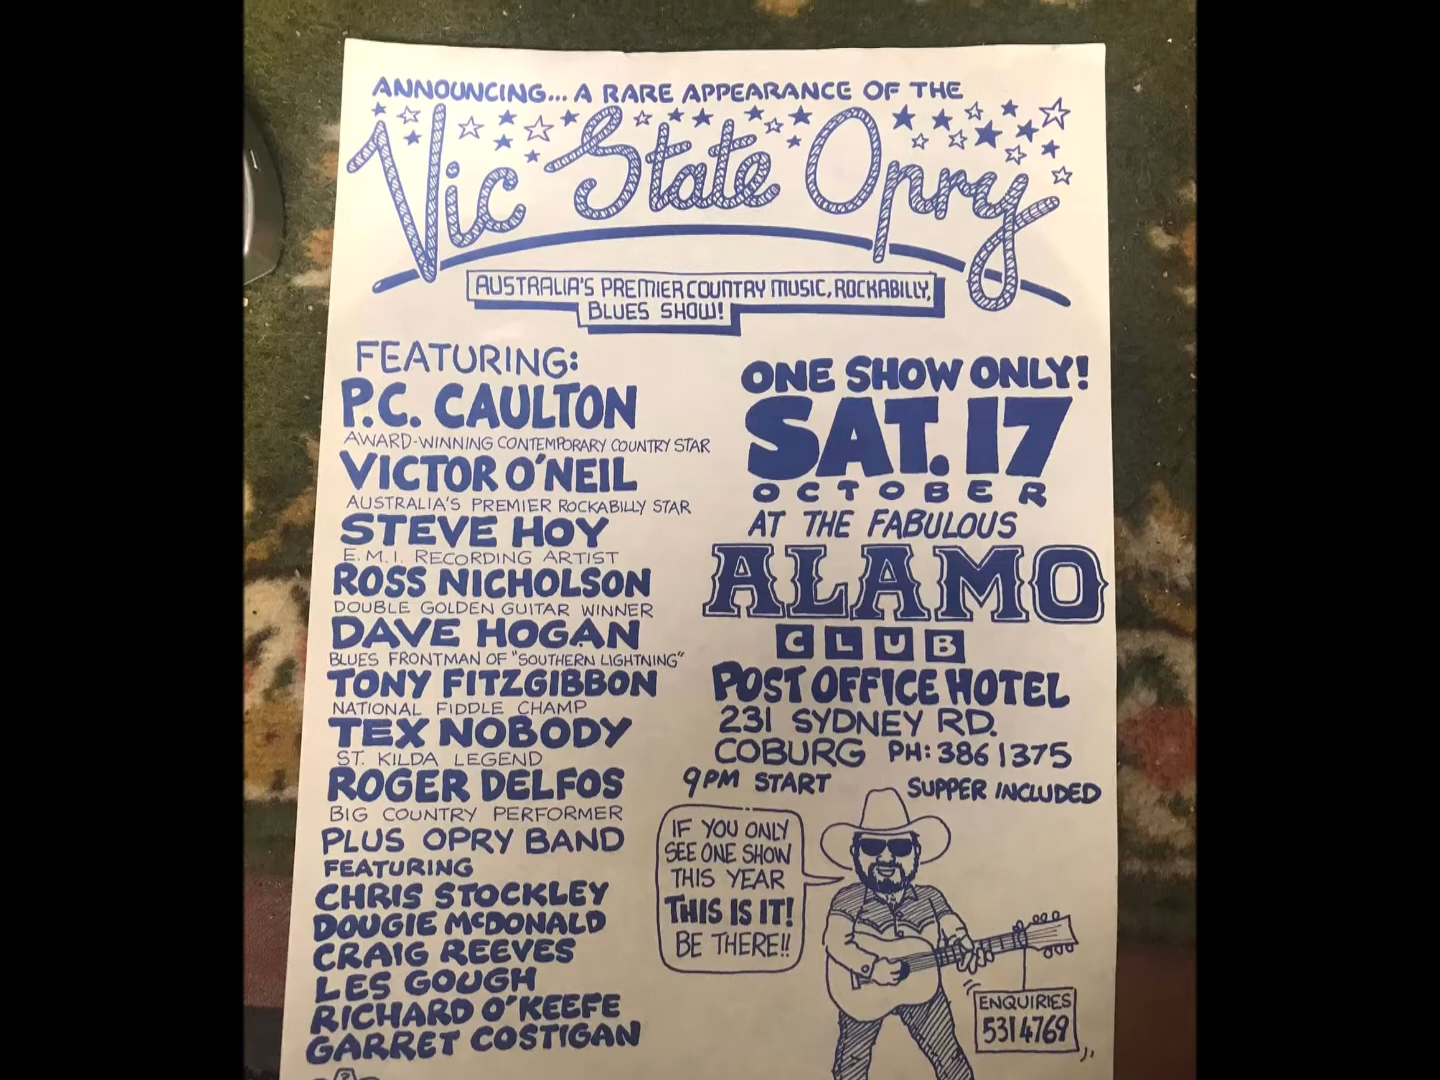 ANNOUNCING... A RARE APPEARANCE OF THE
Vic State Opry
AUSTRALIA'S PREMIER COUNTRY MUSIC, ROCKABILLY,
BLUES SHOW!
FEATURING:
P.C. CAULTON
AWARD-WINNING CONTEMPORARY COUNTRY STAR
VICTOR O'NEIL
AUSTRALIA'S PREMIER ROCKABILLY STAR
STEVE HOY
E.M.I. RECORDING ARTIST
ROSS NICHOLSON
DOUBLE GOLDEN GUITAR WINNER
DAVE HOGAN
BLUES FRONTMAN OF "SOUTHERN LIGHTNING"
TONY FITZGIBBON
NATIONAL FIDDLE CHAMP
TEX NOBODY
ST. KILDA LEGEND
ROGER DELFOS
BIG COUNTRY PERFORMER
PLUS OPRY BAND
FEATURING
CHRIS STOCKLEY
DOUGIE McDONALD
CRAIG REEVES
LES GOUGH
RICHARD O'KEEFE
GARRET COSTIGAN
ONE SHOW ONLY!
SAT. 17
OCTOBER
AT THE FABULOUS
ALAMO
CLUB
POST OFFICE HOTEL
231 SYDNEY RD.
COBURG PH: 386 1375
9PM START SUPPER INCLUDED
IF YOU ONLY
SEE ONE SHOW
THIS YEAR
THIS IS IT!
BE THERE!!
ENQUIRIES
531 4769